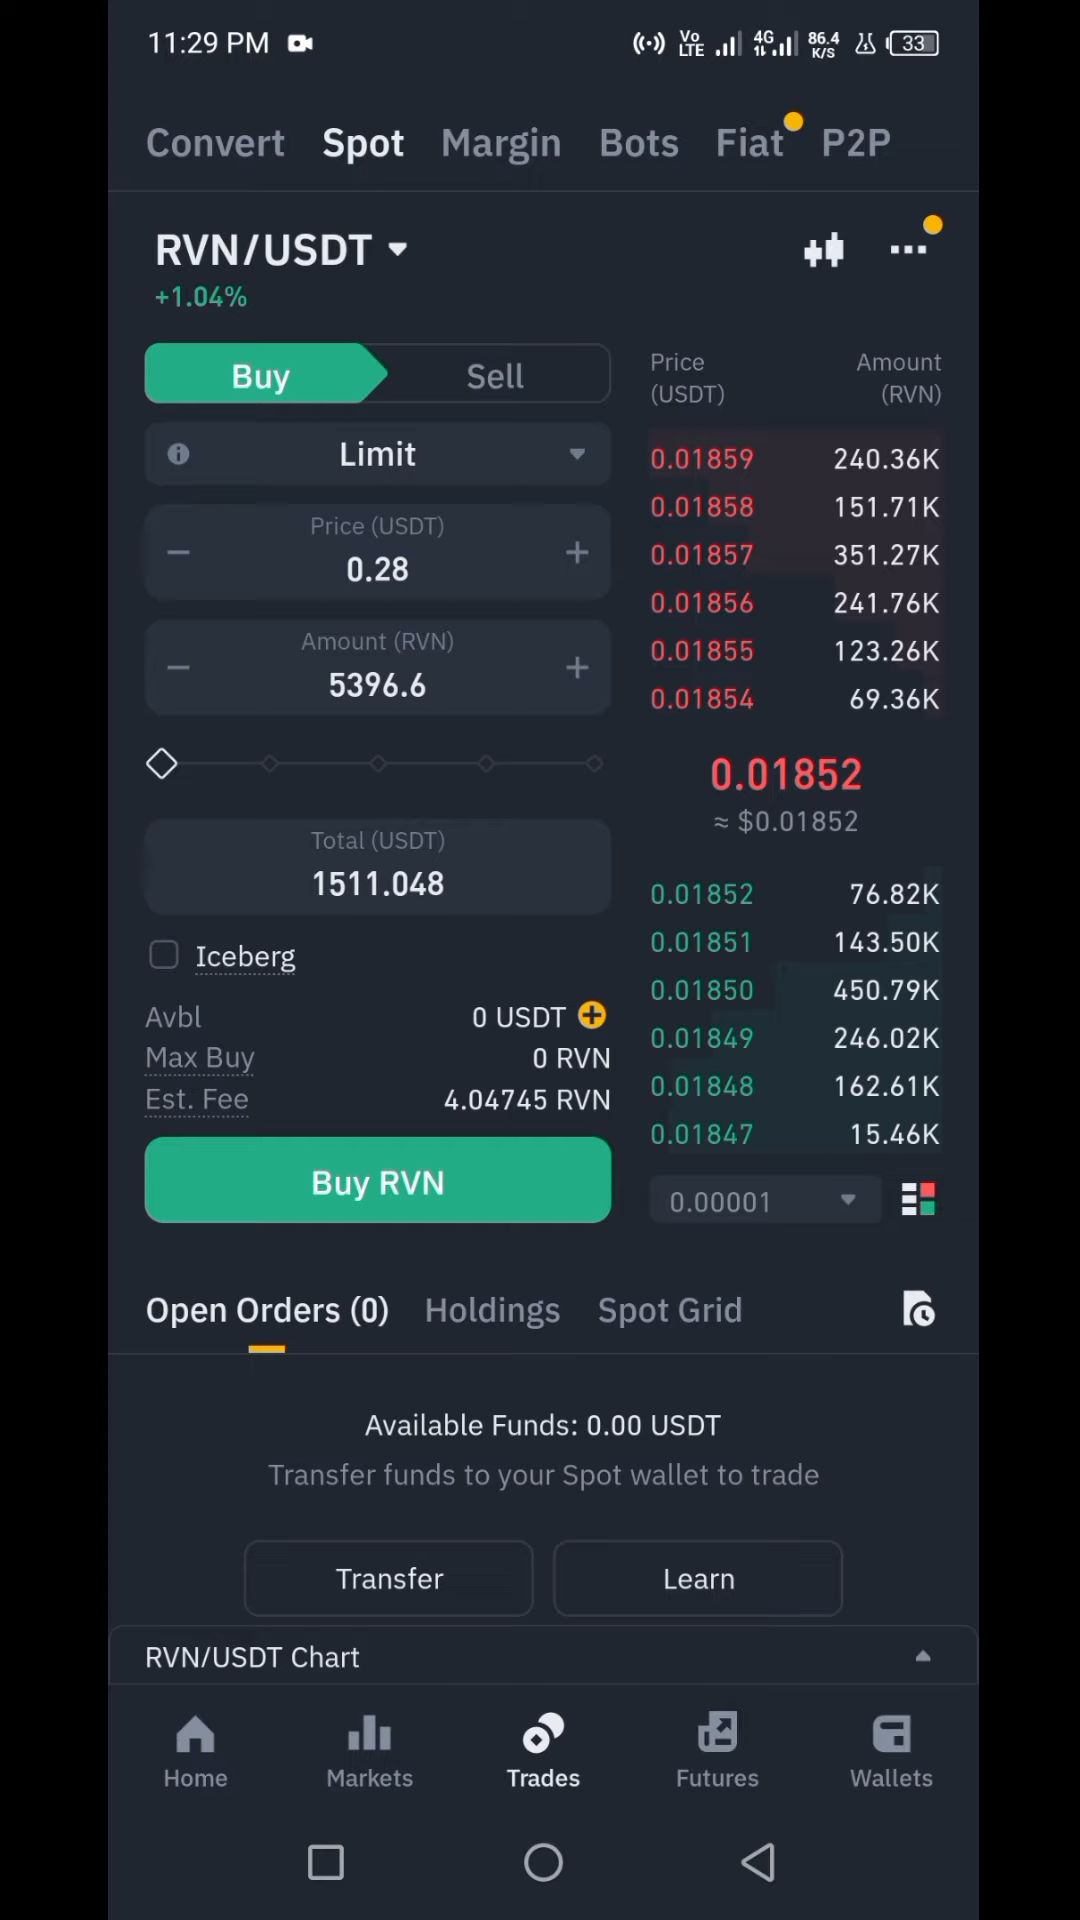 11:29 PM
Vo LTE 4G 86.4 K/S 33
Convert Spot Margin Bots Fiat P2P
RVN/USDT
+1.04%
Buy Sell
Limit
Price (USDT)
0.28
Amount (RVN)
5396.6
Total (USDT)
1511.048
Iceberg
Avbl 0 USDT
Max Buy 0 RVN
Est. Fee 4.04745 RVN
Buy RVN
Price Amount
(USDT) (RVN)
0.01859 240.36K
0.01858 151.71K
0.01857 351.27K
0.01856 241.76K
0.01855 123.26K
0.01854 69.36K
0.01852
≈ $0.01852
0.01852 76.82K
0.01851 143.50K
0.01850 450.79K
0.01849 246.02K
0.01848 162.61K
0.01847 15.46K
0.00001
Open Orders (0) Holdings Spot Grid
Available Funds: 0.00 USDT
Transfer funds to your Spot wallet to trade
Transfer Learn
RVN/USDT Chart
Home Markets Trades Futures Wallets